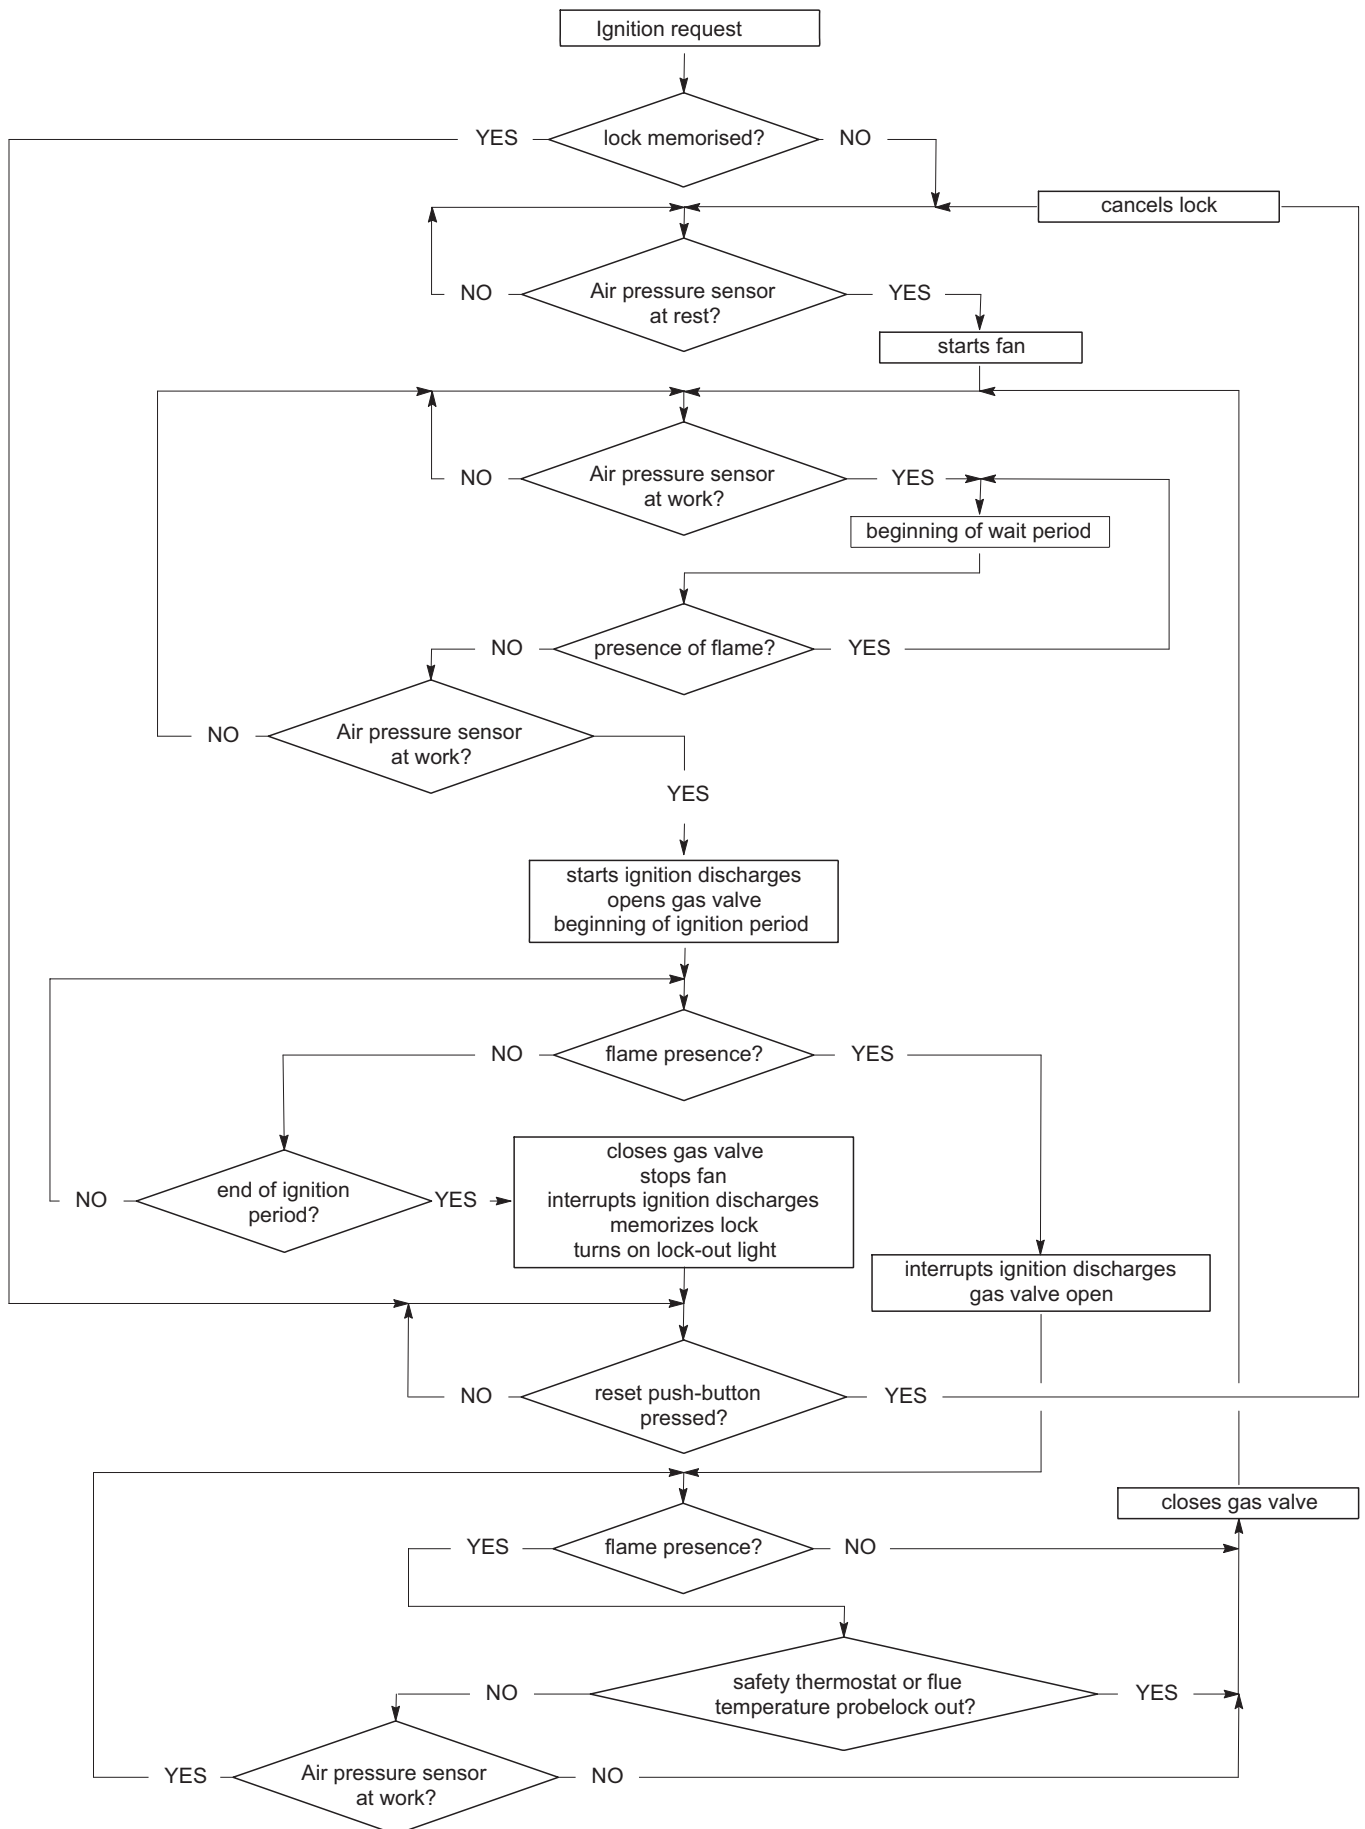 Ignition request
YES
lock memorised?
NO
cancels lock
NO
Air pressure sensor
at rest?
YES
starts fan
NO
Air pressure sensor
at work?
YES
beginning of wait period
NO
presence of flame?
YES
NO
Air pressure sensor
at work?
YES
starts ignition discharges
opens gas valve
beginning of ignition period
NO
flame presence?
YES
NO
end of ignition
period?
YES
closes gas valve
stops fan
interrupts ignition discharges
memorizes lock
turns on lock-out light
interrupts ignition discharges
gas valve open
NO
reset push-button
pressed?
YES
closes gas valve
YES
flame presence?
NO
NO
safety thermostat or flue
temperature probelock out?
YES
YES
Air pressure sensor
at work?
NO